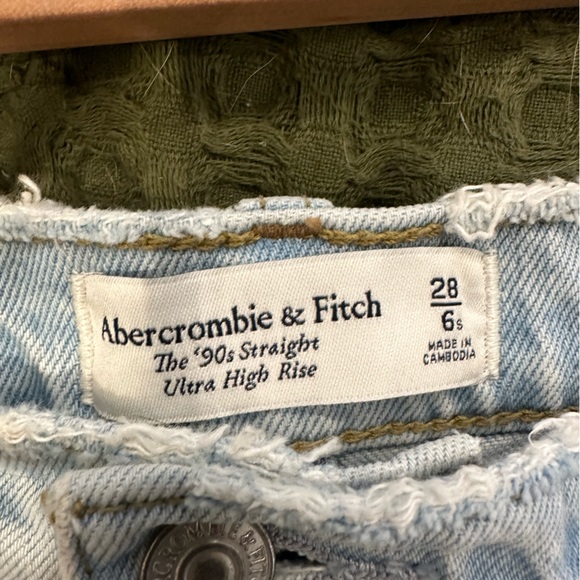 Abercrombie & Fitch
The '90s Straight
Ultra High Rise
28
6s
MADE IN
CAMBODIA